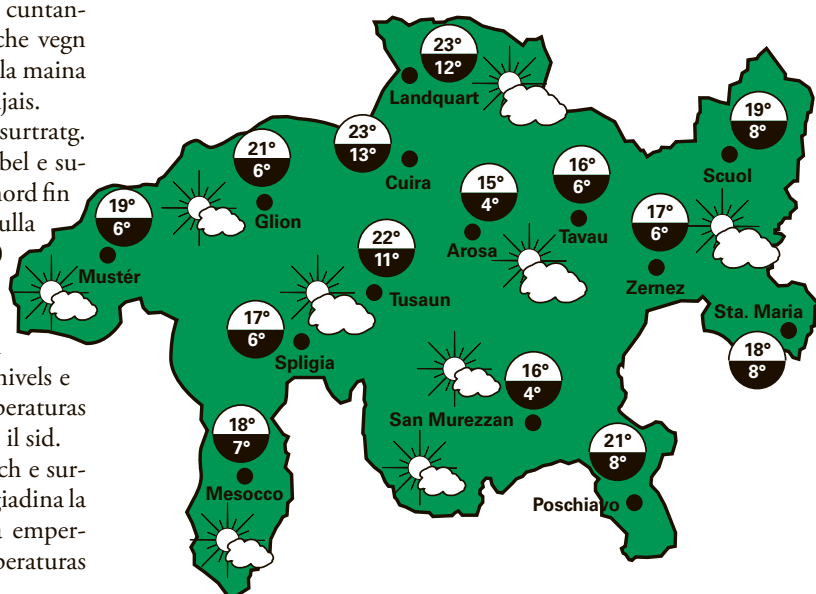 cuntan-
che vegn
la maina
jais.
surtratg.
bel e su-
nord fin
ulla
)
nivels e
peraturas
il sid.
ch e sur-
giadina la
a emper-
peraturas
23°
12°
Landquart
23°
13°
Cuira
21°
6°
Glion
19°
6°
Mustér
15°
4°
Arosa
16°
6°
Tavau
19°
8°
Scuol
17°
6°
Zernez
22°
11°
Tusaun
17°
6°
Spligia
Sta. Maria
18°
8°
16°
4°
San Murezzan
18°
7°
Mesocco
21°
8°
Poschiavo